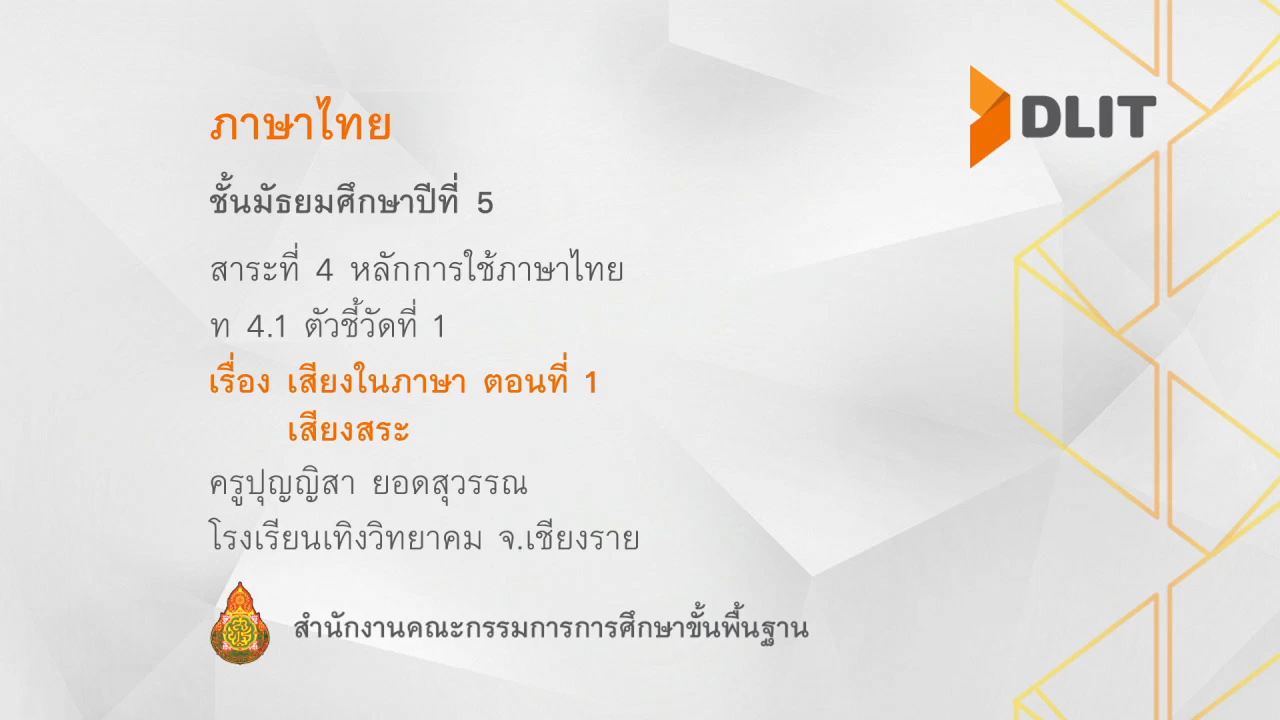 DLIT
ภาษาไทย
ชั้นมัธยมศึกษาปีที่ 5
สาระที่ 4 หลักการใช้ภาษาไทย
ท 4.1 ตัวชี้วัดที่ 1
เรื่อง เสียงในภาษา ตอนที่ 1
เสียงสระ
ครูปุญญิสา ยอดสุวรรณ
โรงเรียนเทิงวิทยาคม จ.เชียงราย
สำนักงานคณะกรรมการการศึกษาขั้นพื้นฐาน